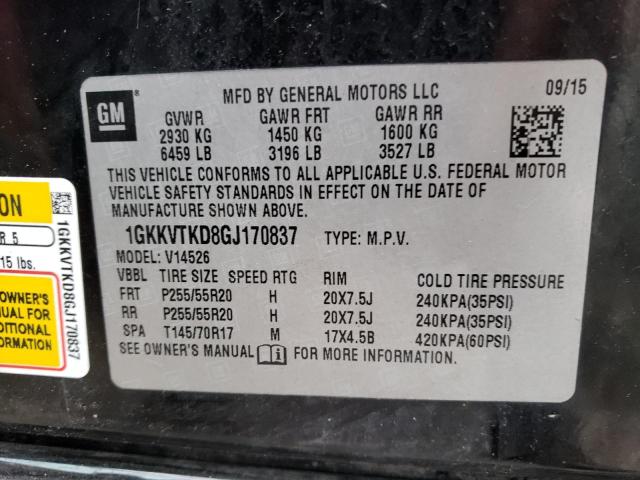 GM
®
MFD BY GENERAL MOTORS LLC
09/15
GVWR GAWR FRT GAWR RR
2930 KG 1450 KG 1600 KG
6459 LB 3196 LB 3527 LB
THIS VEHICLE CONFORMS TO ALL APPLICABLE U.S. FEDERAL MOTOR
VEHICLE SAFETY STANDARDS IN EFFECT ON THE DATE OF
MANUFACTURE SHOWN ABOVE.
1GKKVTKD8GJ170837 TYPE: M.P.V.
MODEL: V14526
VBBL TIRE SIZE SPEED RTG RIM COLD TIRE PRESSURE
FRT P255/55R20 H 20X7.5J 240KPA(35PSI)
RR P255/55R20 H 20X7.5J 240KPA(35PSI)
SPA T145/70R17 M 17X4.5B 420KPA(60PSI)
SEE OWNER'S MANUAL FOR MORE INFORMATION.
ON
R 5
15 lbs.
OWNER'S
UAL FOR
DITIONAL
ORMATION
1GKKVTKD8GJ170837